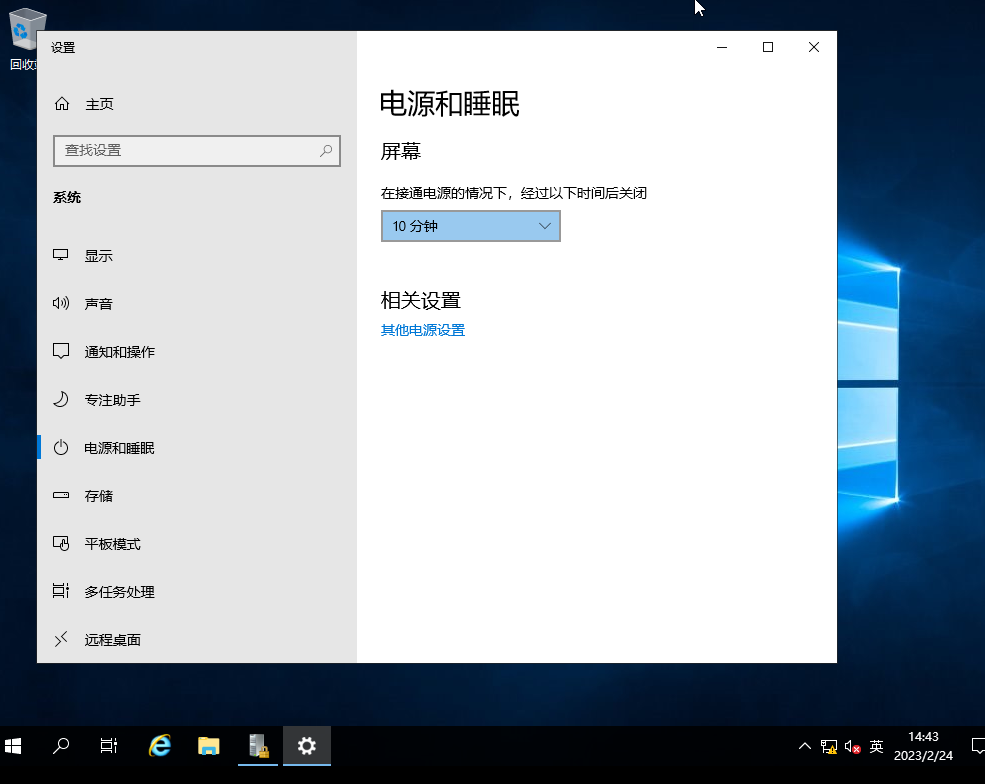 回收
设置
主页
查找设置
系统
显示
声音
通知和操作
专注助手
电源和睡眠
存储
平板模式
多任务处理
远程桌面
电源和睡眠
屏幕
在接通电源的情况下，经过以下时间后关闭
10 分钟
相关设置
其他电源设置
英
14:43
2023/2/24